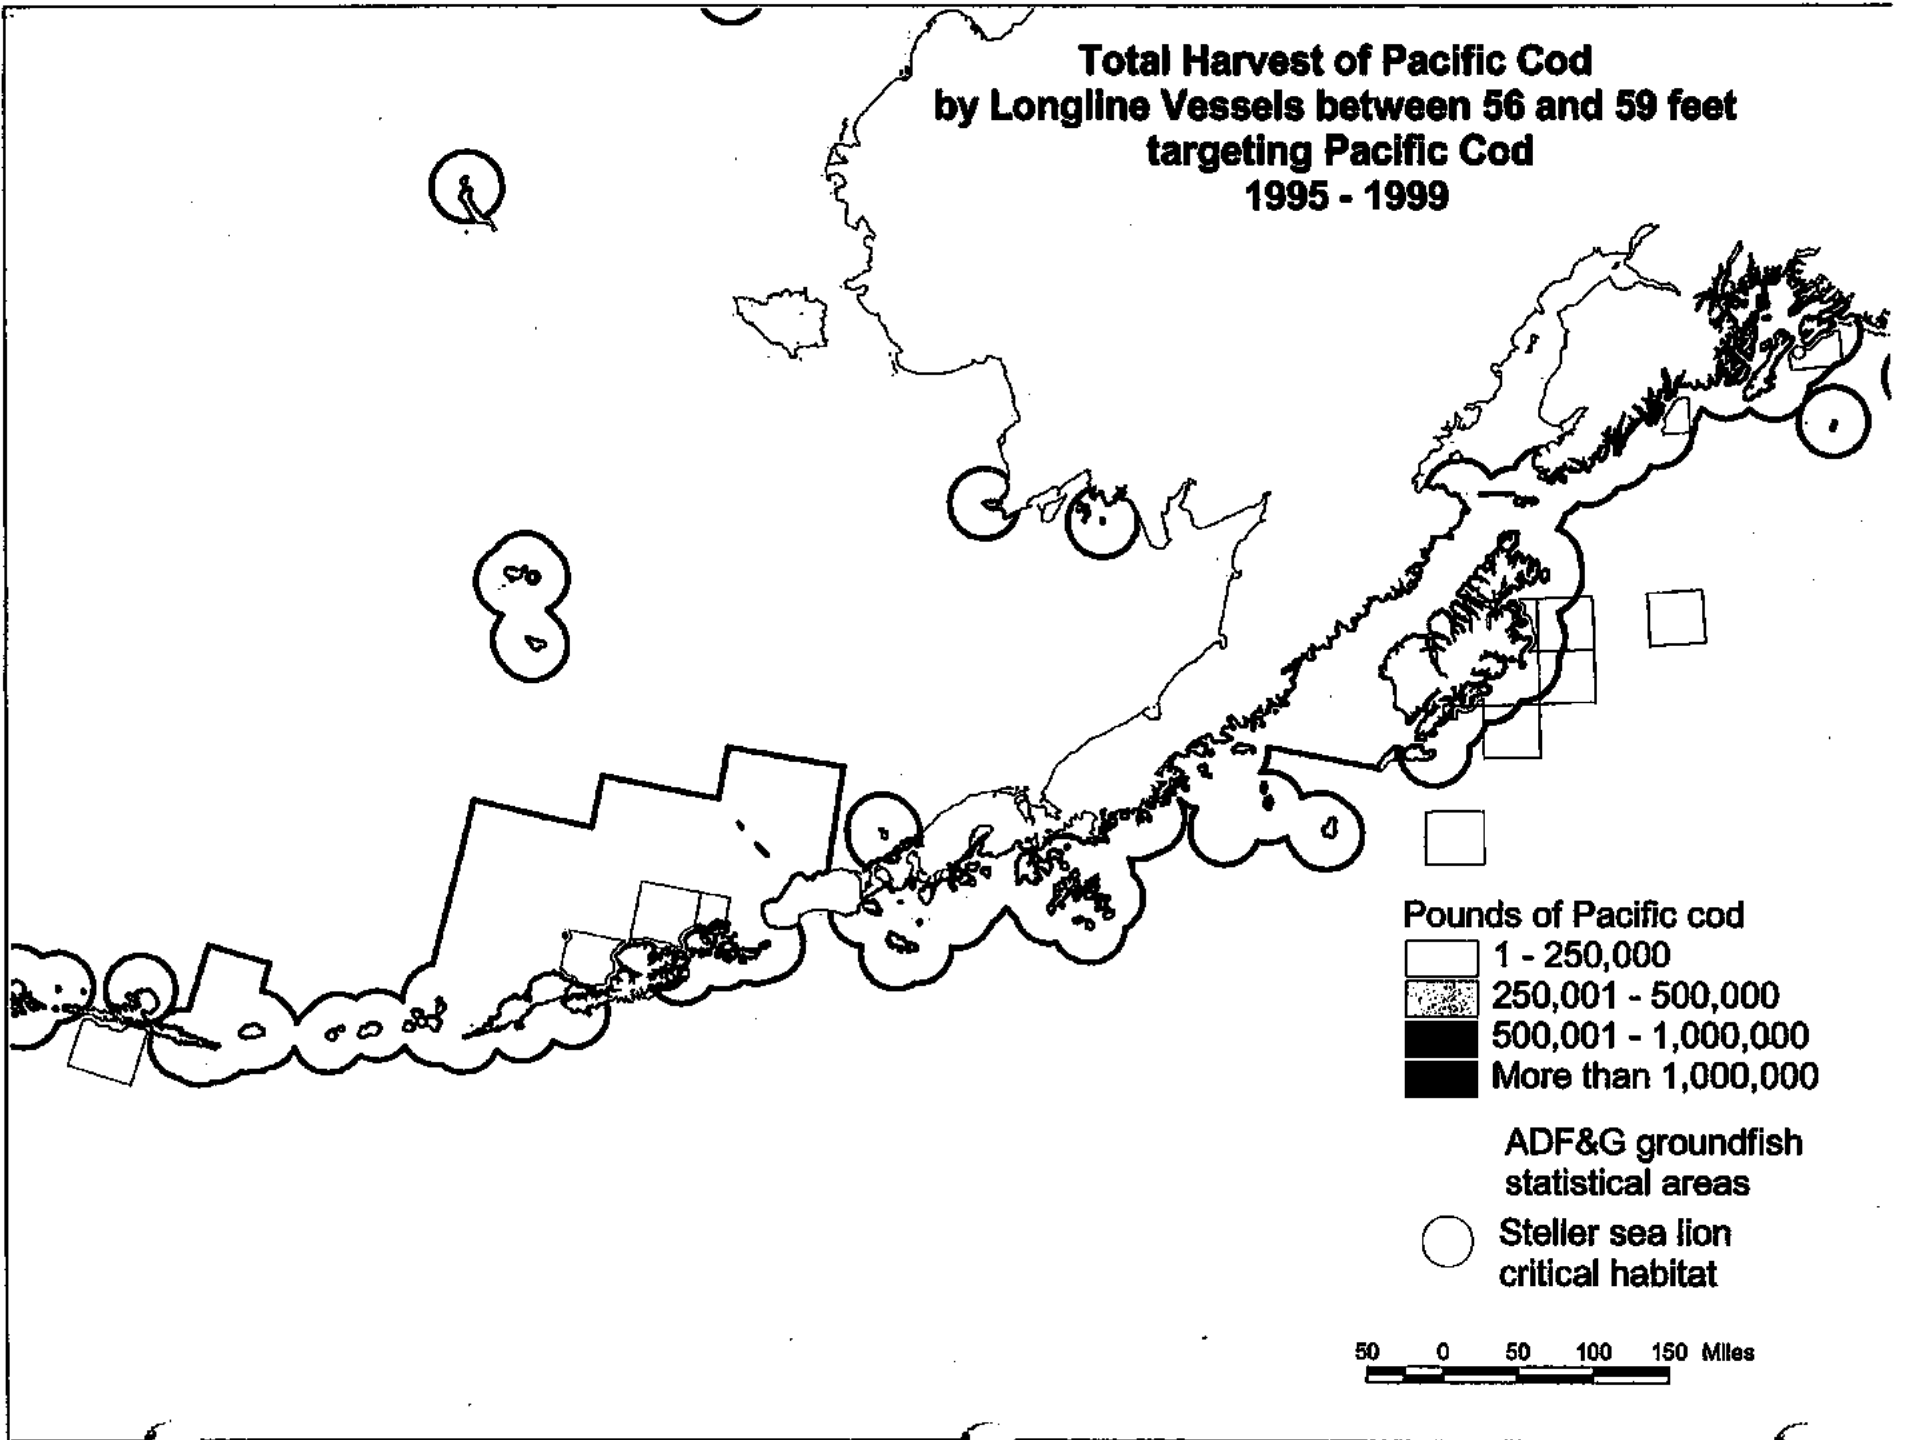 Total Harvest of Pacific Cod
by Longline Vessels between 56 and 59 feet
targeting Pacific Cod
1995 - 1999
Pounds of Pacific cod
1 - 250,000
250,001 - 500,000
500,001 - 1,000,000
More than 1,000,000
ADF&G groundfish
statistical areas
Steller sea lion
critical habitat
50 0 50 100 150 Miles